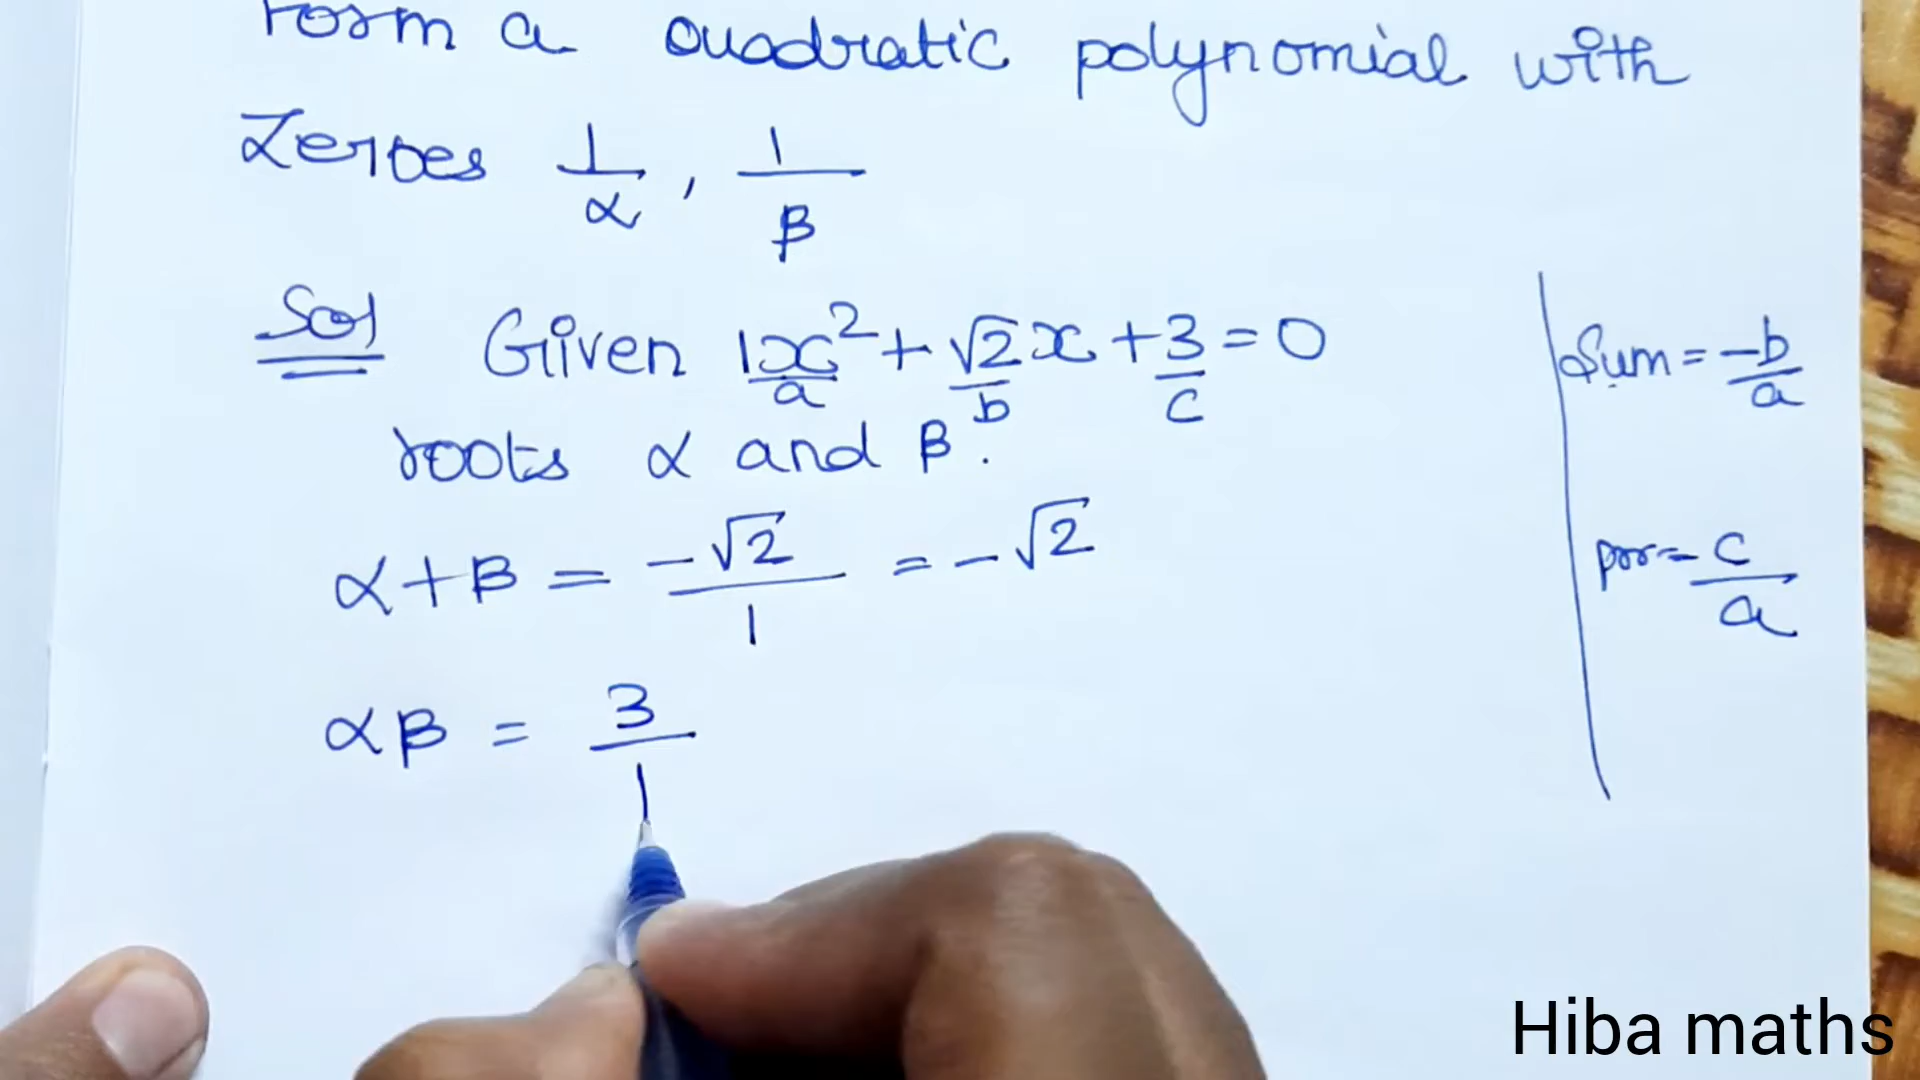 Form a quadratic polynomial with
Zeroes 1/α , 1/β
Sol Given 1x² + √2x + 3 = 0
a b c
roots α and β.
α+β = -√2/1 = -√2
αβ = 3/1
Sum = -b/a
pro = c/a
Hiba maths